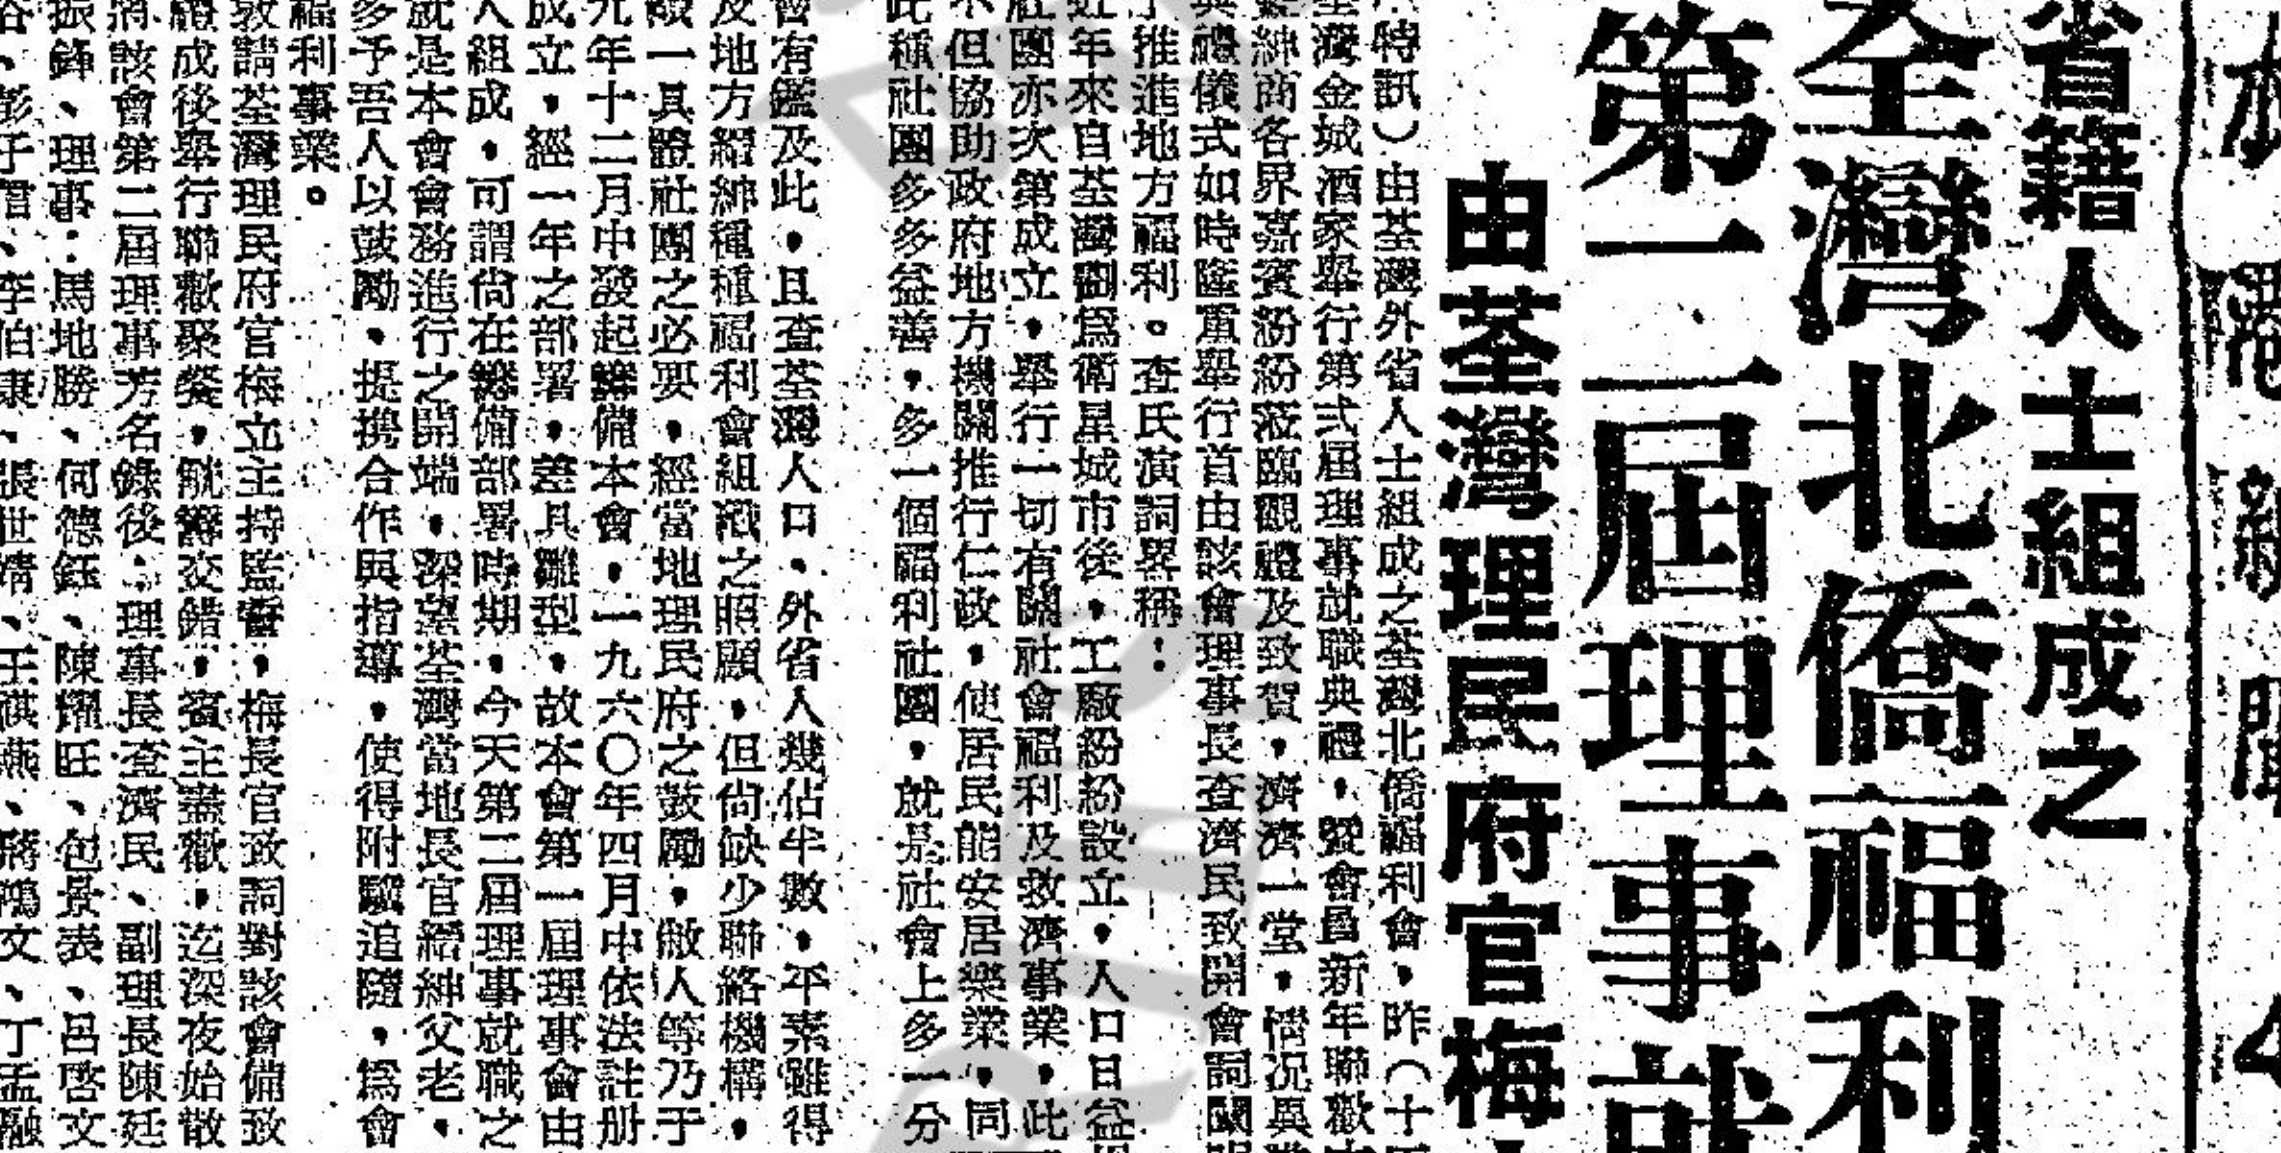 本港新聞
省籍人士組成之
荃灣北僑福利
第二屆理事就
由荃灣理民府官梅
特訊）由荃灣外省人士組成之荃灣北僑福利會，昨（十
荃灣金城酒家舉行第弍屆理事就職典禮，暨會員新年聯歡
紳商各界嘉賓紛紛蒞臨觀禮及致賀，濟濟一堂，情況異常
典禮儀式如時隆重舉行首由該會理事長查濟民致開會詞闡明
推進地方福利。查氏演詞畧稱：
近年來自荃灣劃爲衛星城市後，工廠紛紛設立，人口日益
社團亦次第成立，舉行一切有關社會福利及救濟事業，此
不但協助政府地方機關推行仁政，使居民能安居樂業，同
此種社團多多多益善，多一個福利社團，就是社會上多一分
會有鑑及此，且查荃灣人口、外省人幾佔半數，平素雖得
及地方縉紳種種福利會組織之照顧，但尙缺少聯絡機構，
一具體社團之必要，經當地理民府之鼓勵，敝人等乃于
九年十二月中發起籌備本會，一九六〇年四月中依法註册
成立，經一年之部署，差具雛型，故本會第一屆理事會由
人組成，可謂尙在籌備部署時期，今天第二屆理事就職之
就是本會會務進行之開端，深望荃灣當地長官縉紳父老，
多予吾人以鼓勵，提携合作與指導，使得附驥追隨，爲會
福利事業。
敦請荃灣理民府官梅立主持監誓，梅長官致詞對該會備致
成後舉行聯歡聚餐，觥籌交錯，賓主盡歡，迄深夜始散
將該會第二屆理事芳名錄後：理事長查濟民、副理長陳廷
振鋒、理事：馬地勝、何德鈺、陳耀旺、包景表、呂啓文
、彭子信、李伯康、張世靖、王祺燕、蔣鴻文、丁孟融